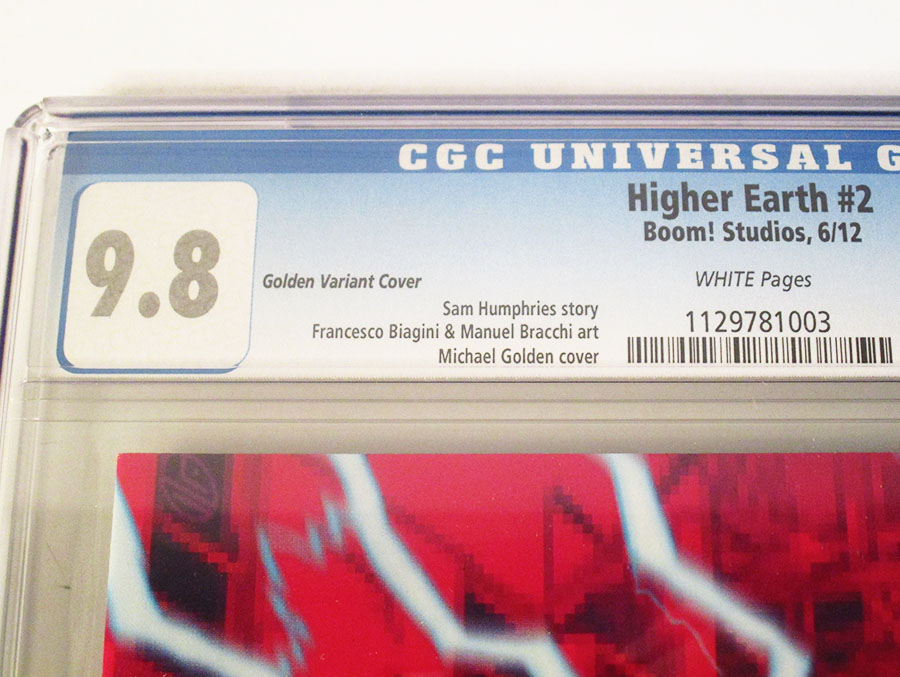 CGC UNIVERSAL G
9.8
Higher Earth #2
Boom! Studios, 6/12
Golden Variant Cover
WHITE Pages
Sam Humphries story
Francesco Biagini & Manuel Bracchi art
Michael Golden cover
1129781003